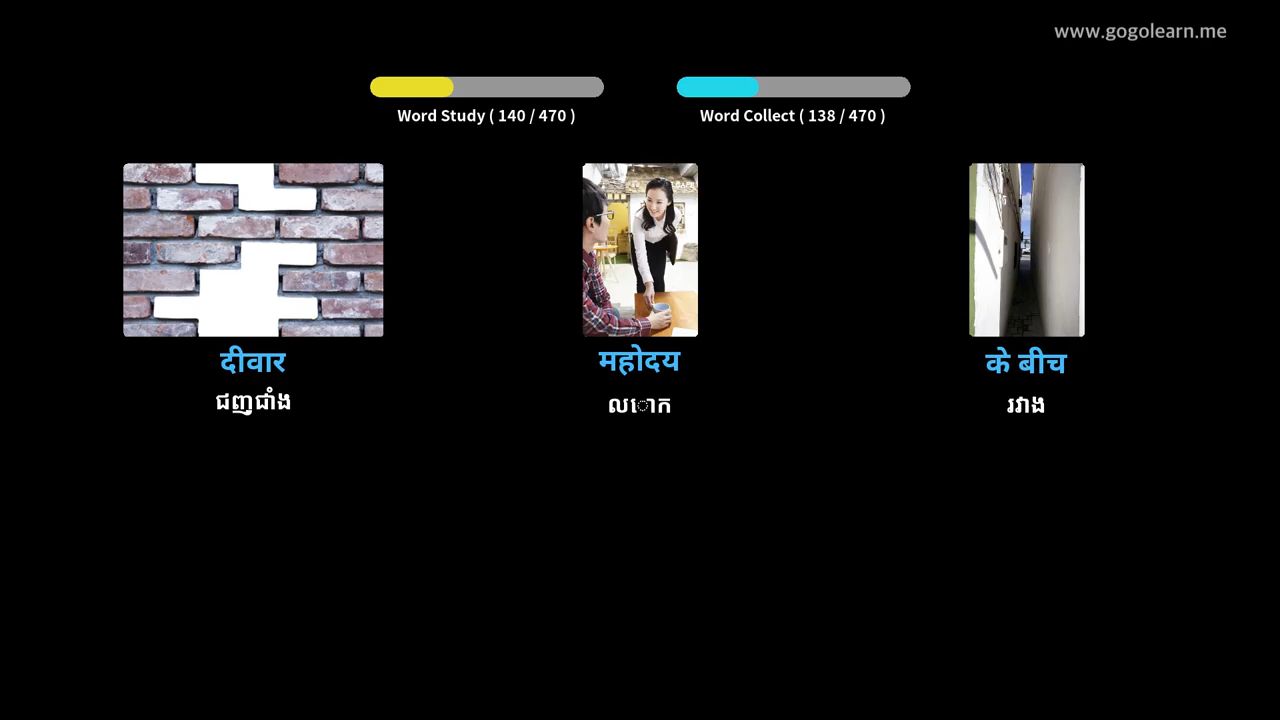 www.gogolearn.me
Word Study ( 140 / 470 )
Word Collect ( 138 / 470 )
दीवार
महोदय
के बीच
ជញ្ជាំង
លោក
រវាង